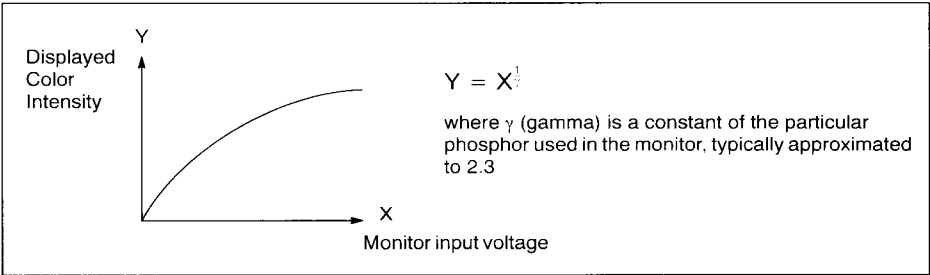 Y
Displayed
Color
Intensity
Y = X^{1/γ}
where γ (gamma) is a constant of the particular
phosphor used in the monitor, typically approximated
to 2.3
X
Monitor input voltage